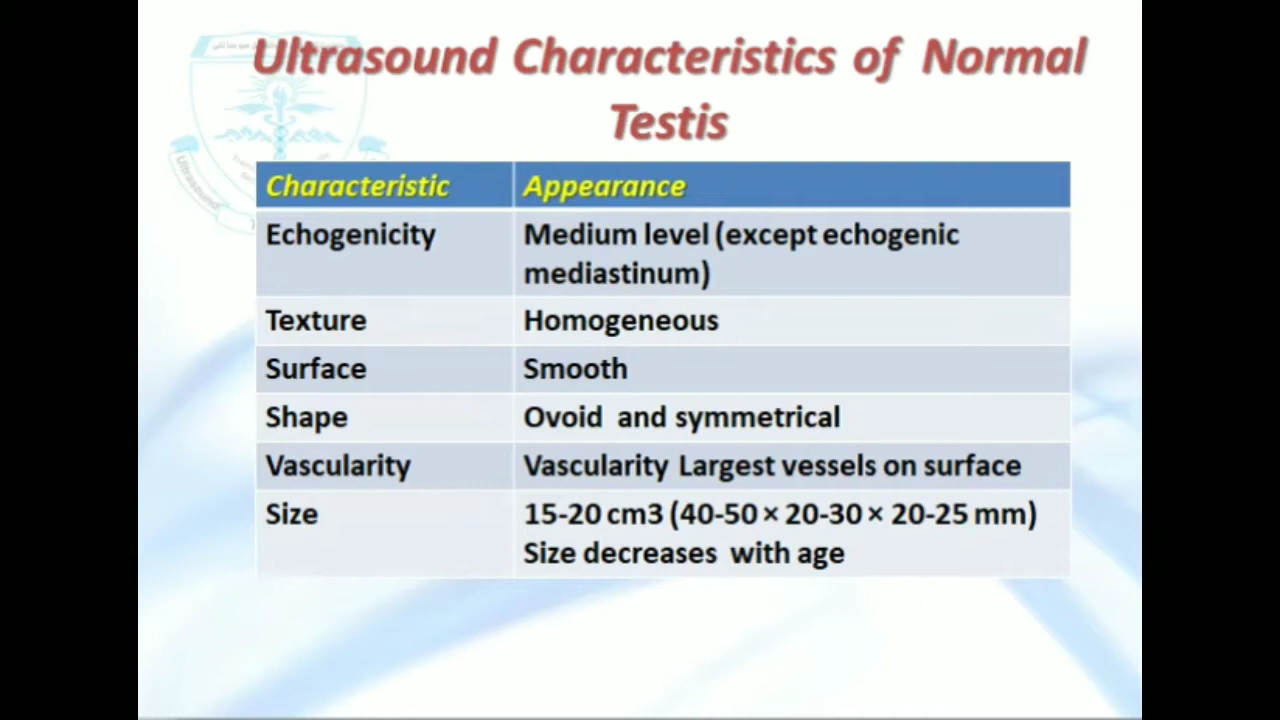 Ultrasound Characteristics of Normal
Testis
Characteristic Appearance
Echogenicity Medium level (except echogenic
mediastinum)
Texture Homogeneous
Surface Smooth
Shape Ovoid and symmetrical
Vascularity Vascularity Largest vessels on surface
Size 15-20 cm3 (40-50 × 20-30 × 20-25 mm)
Size decreases with age
Ultrasound